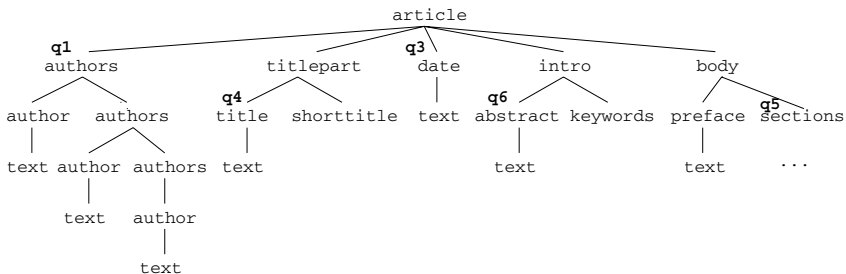 article
q1 q3
authors titlepart date intro body
q4 q6 q5
author authors title shorttitle text abstract keywords preface sections
text author authors text text text ...
text author
text